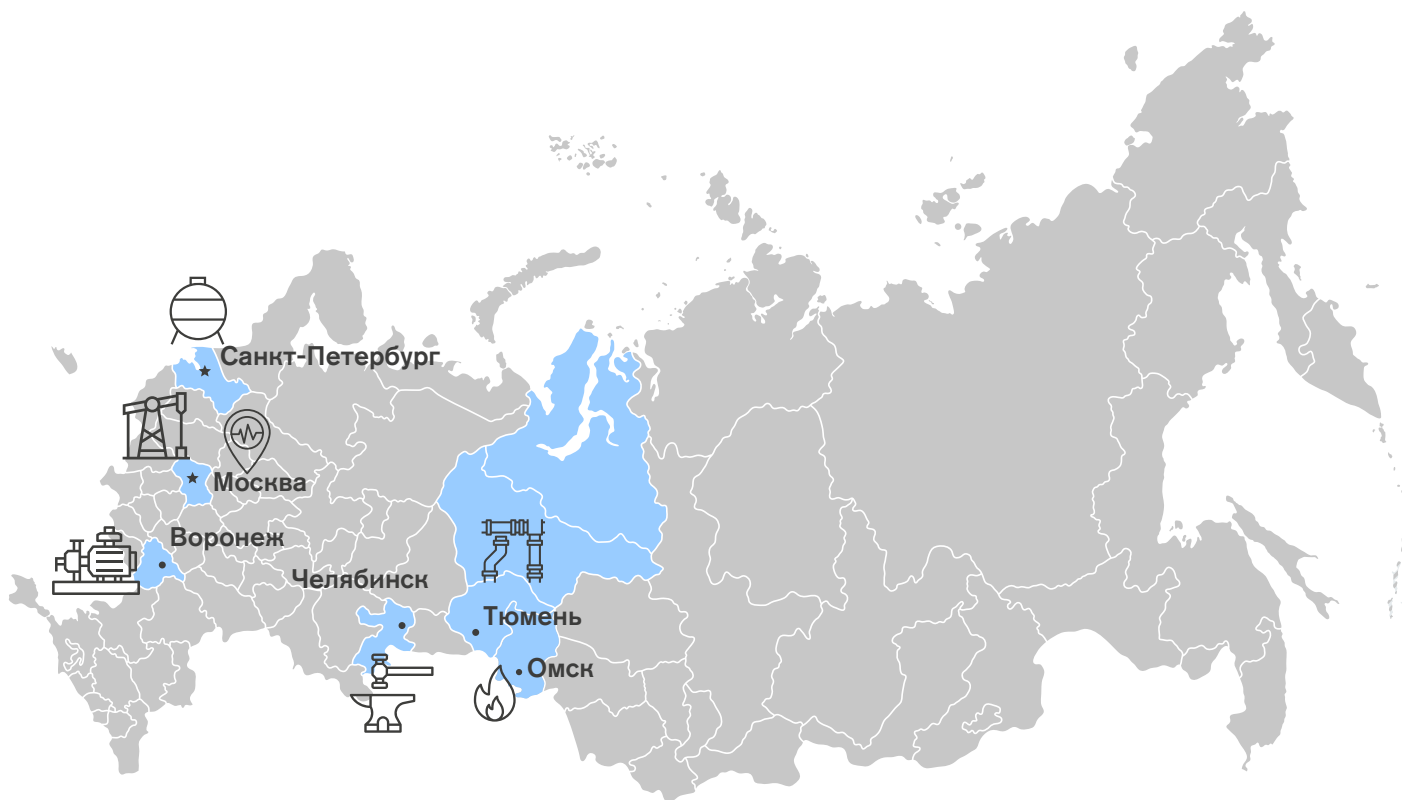 Санкт-Петербург
Москва
Воронеж
Челябинск
Тюмень
Омск